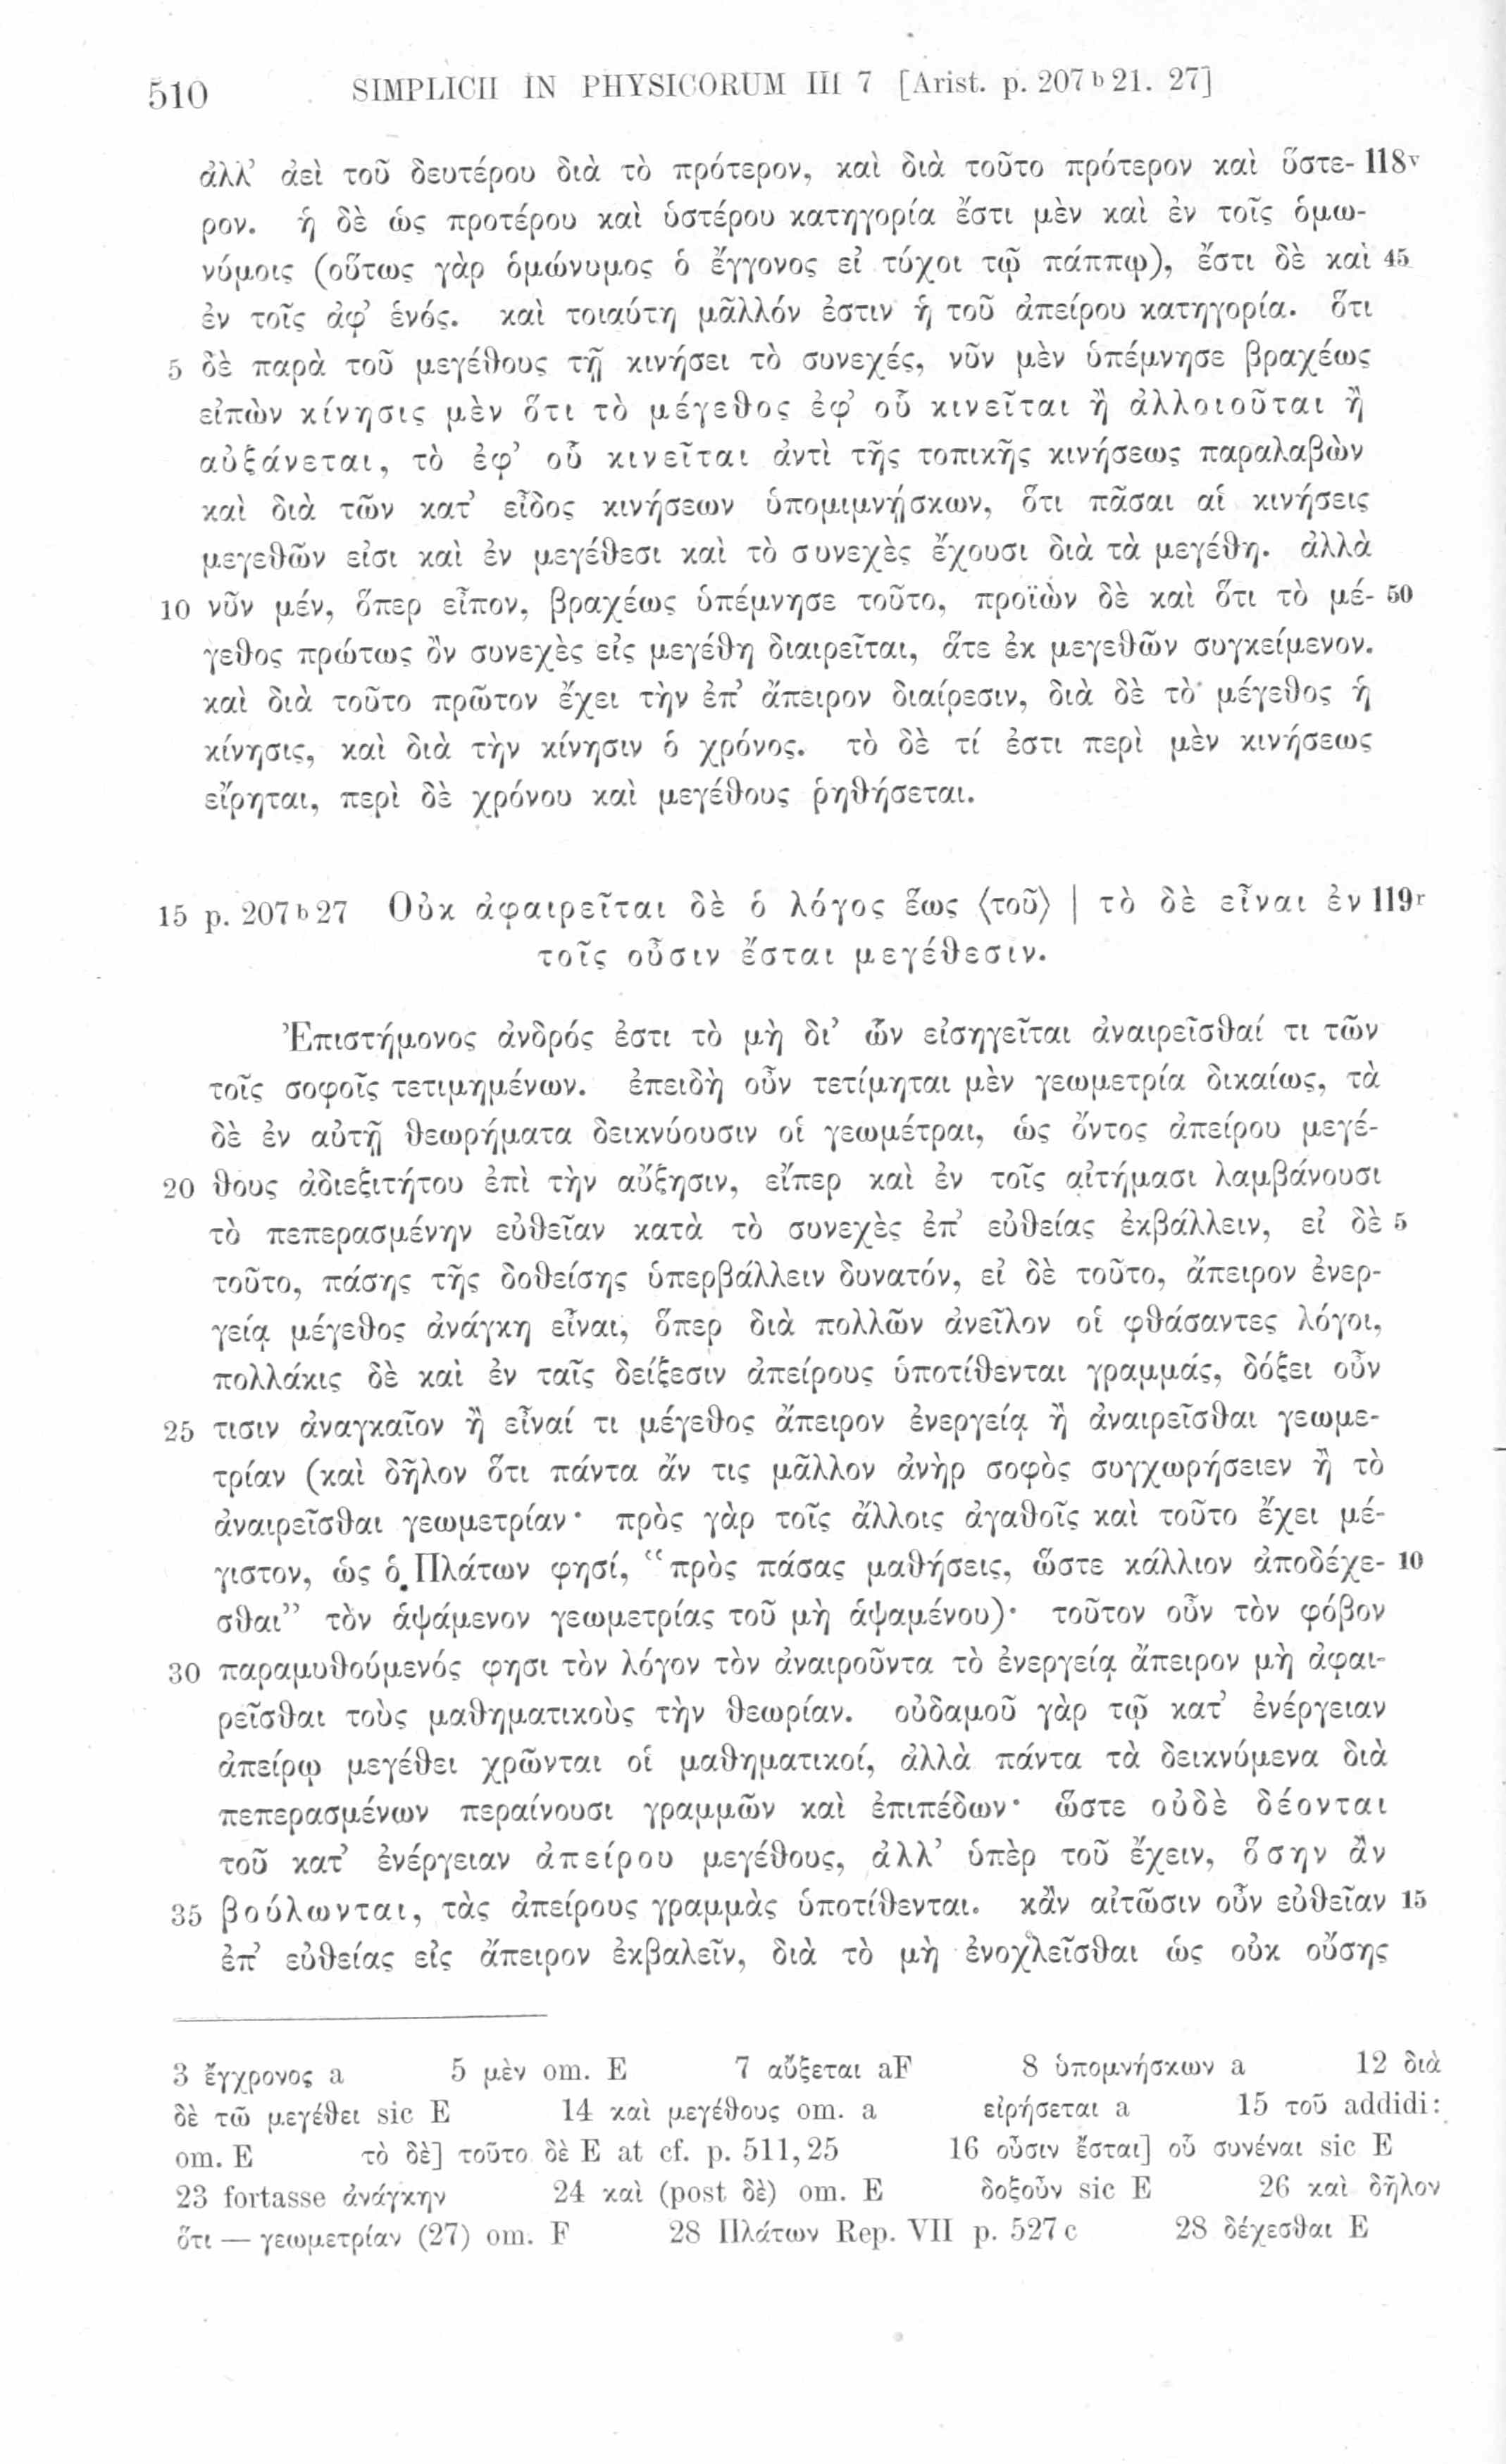 510 SIMPLICII IN PHYSICORUM III 7 [Arist. p. 207 b 21. 27]
ἀλλ’ ἀεὶ τοῦ δευτέρου διὰ τὸ πρότερον, καὶ διὰ τοῦτο πρότερον καὶ ὕστε- 118v
ρον. ἡ δὲ ὡς προτέρου καὶ ὑστέρου κατηγορία ἔστι μὲν καὶ ἐν τοῖς ὁμω-
νύμοις (οὕτως γὰρ ὁμώνυμος ὁ ἔγγονος εἰ τύχοι τῷ πάππῳ), ἔστι δὲ καὶ 45
ἐν τοῖς ἀφ’ ἑνός. καὶ τοιαύτη μᾶλλόν ἐστιν ἡ τοῦ ἀπείρου κατηγορία. ὅτι
5 δὲ παρὰ τοῦ μεγέθους τῇ κινήσει τὸ συνεχές, νῦν μὲν ὑπέμνησε βραχέως
εἰπὼν κίνησις μὲν ὅτι τὸ μέγεθος ἐφ’ οὗ κινεῖται ἢ ἀλλοιοῦται ἢ
αὐξάνεται, τὸ ἐφ’ οὗ κινεῖται ἀντὶ τῆς τοπικῆς κινήσεως παραλαβὼν
καὶ διὰ τῶν κατ’ εἶδος κινήσεων ὑπομιμνῄσκων, ὅτι πᾶσαι αἱ κινήσεις
μεγεθῶν εἰσι καὶ ἐν μεγέθεσι καὶ τὸ συνεχὲς ἔχουσι διὰ τὰ μεγέθη. ἀλλὰ
10 νῦν μέν, ὅπερ εἶπον, βραχέως ὑπέμνησε τοῦτο, προϊὼν δὲ καὶ ὅτι τὸ μέ- 50
γεθος πρώτως ὂν συνεχὲς εἰς μεγέθη διαιρεῖται, ἅτε ἐκ μεγεθῶν συγκείμενον.
καὶ διὰ τοῦτο πρῶτον ἔχει τὴν ἐπ’ ἄπειρον διαίρεσιν, διὰ δὲ τὸ μέγεθος ἡ
κίνησις, καὶ διὰ τὴν κίνησιν ὁ χρόνος. τὸ δὲ τί ἐστι περὶ μὲν κινήσεως
εἴρηται, περὶ δὲ χρόνου καὶ μεγέθους ῥηθήσεται.
15 p. 207 b 27 Οὐκ ἀφαιρεῖται δὲ ὁ λόγος ἕως ⟨τοῦ⟩ | τὸ δὲ εἶναι ἐν 119r
τοῖς οὖσιν ἔσται μεγέθεσιν.
Ἐπιστήμονος ἀνδρός ἐστι τὸ μὴ δι’ ὧν εἰσηγεῖται ἀναιρεῖσθαί τι τῶν
τοῖς σοφοῖς τετιμημένων. ἐπειδὴ οὖν τετίμηται μὲν γεωμετρία δικαίως, τὰ
δὲ ἐν αὐτῇ θεωρήματα δεικνύουσιν οἱ γεωμέτραι, ὡς ὄντος ἀπείρου μεγέ-
20 θους ἀδιεξιτήτου ἐπὶ τὴν αὔξησιν, εἴπερ καὶ ἐν τοῖς αἰτήμασι λαμβάνουσι
τὸ πεπερασμένην εὐθεῖαν κατὰ τὸ συνεχὲς ἐπ’ εὐθείας ἐκβάλλειν, εἰ δὲ 5
τοῦτο, πάσης τῆς δοθείσης ὑπερβάλλειν δυνατόν, εἰ δὲ τοῦτο, ἄπειρον ἐνερ-
γείᾳ μέγεθος ἀνάγκη εἶναι, ὅπερ διὰ πολλῶν ἀνεῖλον οἱ φθάσαντες λόγοι,
πολλάκις δὲ καὶ ἐν ταῖς δείξεσιν ἀπείρους ὑποτίθενται γραμμάς, δόξει οὖν
25 τισιν ἀναγκαῖον ἢ εἶναί τι μέγεθος ἄπειρον ἐνεργείᾳ ἢ ἀναιρεῖσθαι γεωμε-
τρίαν (καὶ δῆλον ὅτι πάντα ἄν τις μᾶλλον ἀνὴρ σοφὸς συγχωρήσειεν ἢ τὸ
ἀναιρεῖσθαι γεωμετρίαν· πρὸς γὰρ τοῖς ἄλλοις ἀγαθοῖς καὶ τοῦτο ἔχει μέ-
γιστον, ὡς ὁ Πλάτων φησί, “πρὸς πάσας μαθήσεις, ὥστε κάλλιον ἀποδέχε- 10
σθαι” τὸν ἁψάμενον γεωμετρίας τοῦ μὴ ἁψαμένου)· τοῦτον οὖν τὸν φόβον
30 παραμυθούμενός φησι τὸν λόγον τὸν ἀναιροῦντα τὸ ἐνεργείᾳ ἄπειρον μὴ ἀφαι-
ρεῖσθαι τοὺς μαθηματικοὺς τὴν θεωρίαν. οὐδαμοῦ γὰρ τῷ κατ’ ἐνέργειαν
ἀπείρῳ μεγέθει χρῶνται οἱ μαθηματικοί, ἀλλὰ πάντα τὰ δεικνύμενα διὰ
πεπερασμένων περαίνουσι γραμμῶν καὶ ἐπιπέδων· ὥστε οὐδὲ δέονται
τοῦ κατ’ ἐνέργειαν ἀπείρου μεγέθους, ἀλλ’ ὑπὲρ τοῦ ἔχειν, ὅσην ἂν
35 βούλωνται, τὰς ἀπείρους γραμμὰς ὑποτίθενται. κἂν αἰτῶσιν οὖν εὐθεῖαν 15
ἐπ’ εὐθείας εἰς ἄπειρον ἐκβαλεῖν, διὰ τὸ μὴ ἐνοχλεῖσθαι ὡς οὐκ οὔσης
3 ἔγχρονος a 5 μὲν om. E 7 αὔξεται aF 8 ὑπομνήσκων a 12 διὰ
δὲ τῶ μεγέθει sic E 14 καὶ μεγέθους om. a εἰρήσεται a 15 τοῦ addidi:
om. E τὸ δὲ] τοῦτο δὲ E at cf. p. 511,25 16 οὖσιν ἔσται] οὗ συνέναι sic E
23 fortasse ἀνάγκην 24 καὶ (post δὲ) om. E δοξοῦν sic E 26 καὶ δῆλον
ὅτι — γεωμετρίαν (27) om. F 28 Πλάτων Rep. VII p. 527 c 28 δέχεσθαι E